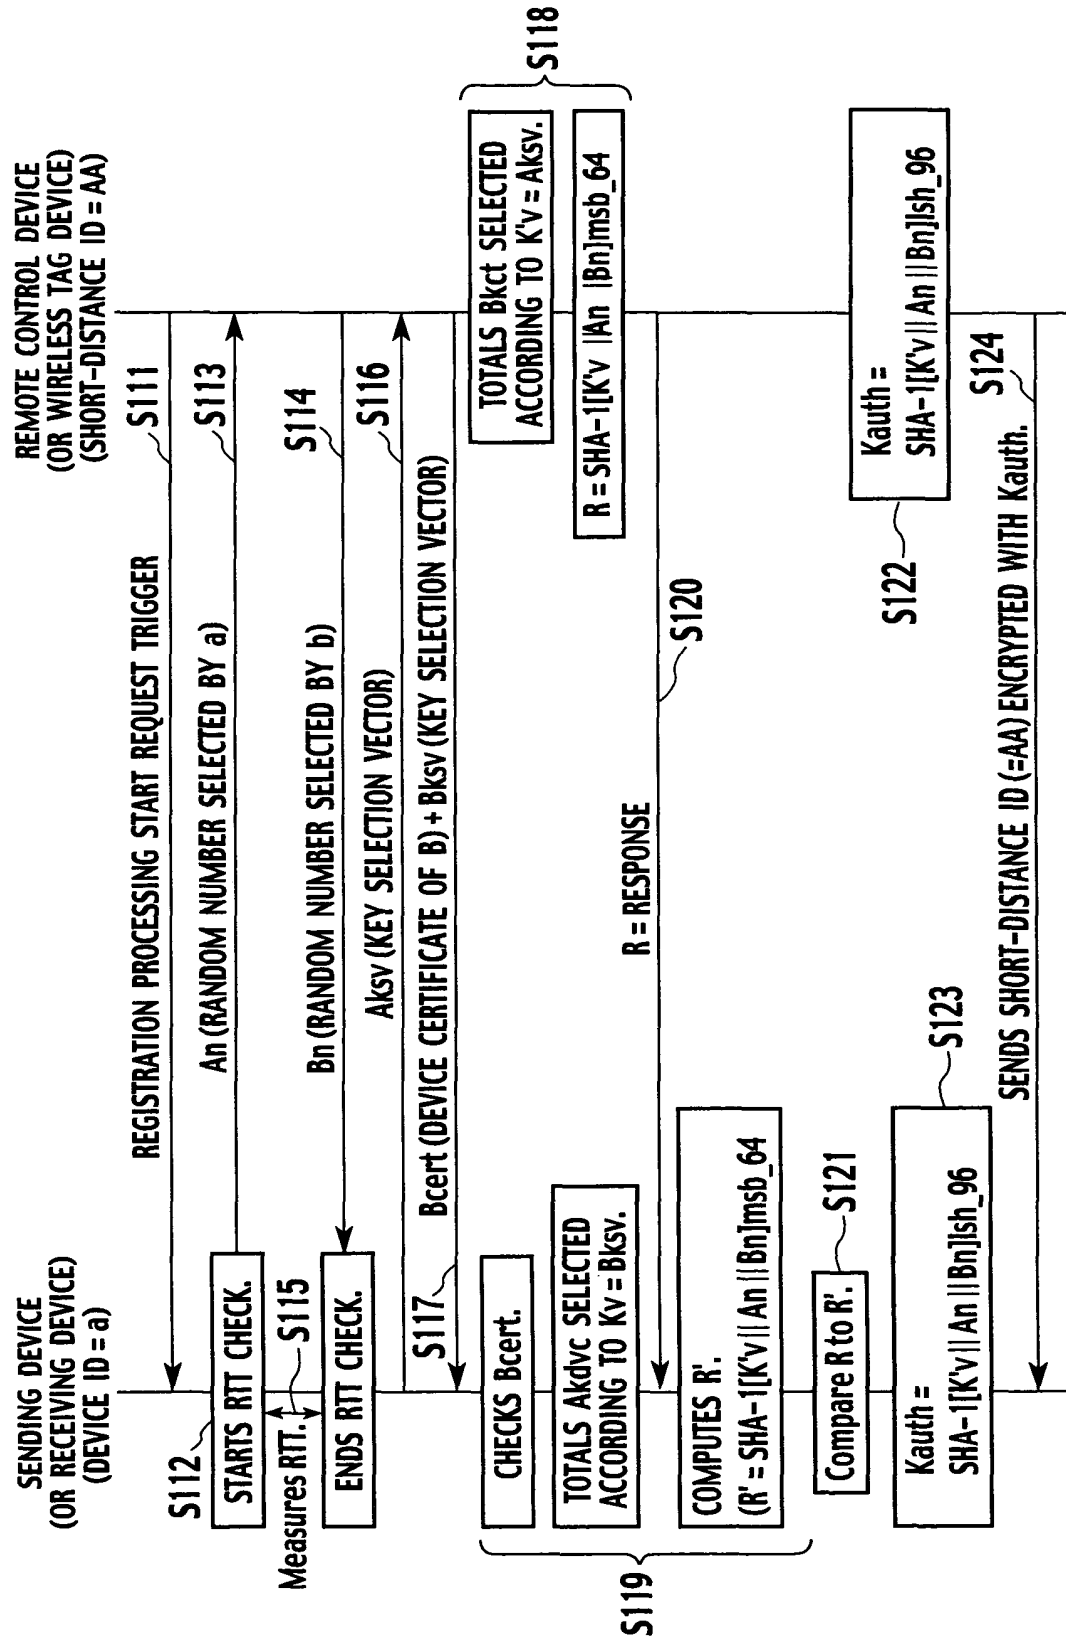 SENDING DEVICE
(OR RECEIVING DEVICE)
(DEVICE ID = a)
REMOTE CONTROL DEVICE
(OR WIRELESS TAG DEVICE)
(SHORT-DISTANCE ID = AA)
REGISTRATION PROCESSING START REQUEST TRIGGER
S111
S112
STARTS RTT CHECK.
An (RANDOM NUMBER SELECTED BY a)
S113
Measures RTT.
S115
Bn (RANDOM NUMBER SELECTED BY b)
S114
ENDS RTT CHECK.
Aksv (KEY SELECTION VECTOR)
S116
S117
Bcert (DEVICE CERTIFICATE OF B) + Bksv (KEY SELECTION VECTOR)
CHECKS Bcert.
TOTALS Bkct SELECTED
ACCORDING TO K'v = Aksv.
S118
TOTALS Akdvc SELECTED
ACCORDING TO Kv = Bksv.
R = SHA-1[K'v |An |Bn]msb_64
R = RESPONSE
S120
COMPUTES R'.
(R' = SHA-1[K'v || An || Bn]msb_64
S119
Compare R to R'.
S121
Kauth =
SHA-1[K'v || An || Bn]lsh_96
S122
Kauth =
SHA-1[K'v || An || Bn]lsh_96
S123
SENDS SHORT-DISTANCE ID (=AA) ENCRYPTED WITH Kauth.
S124